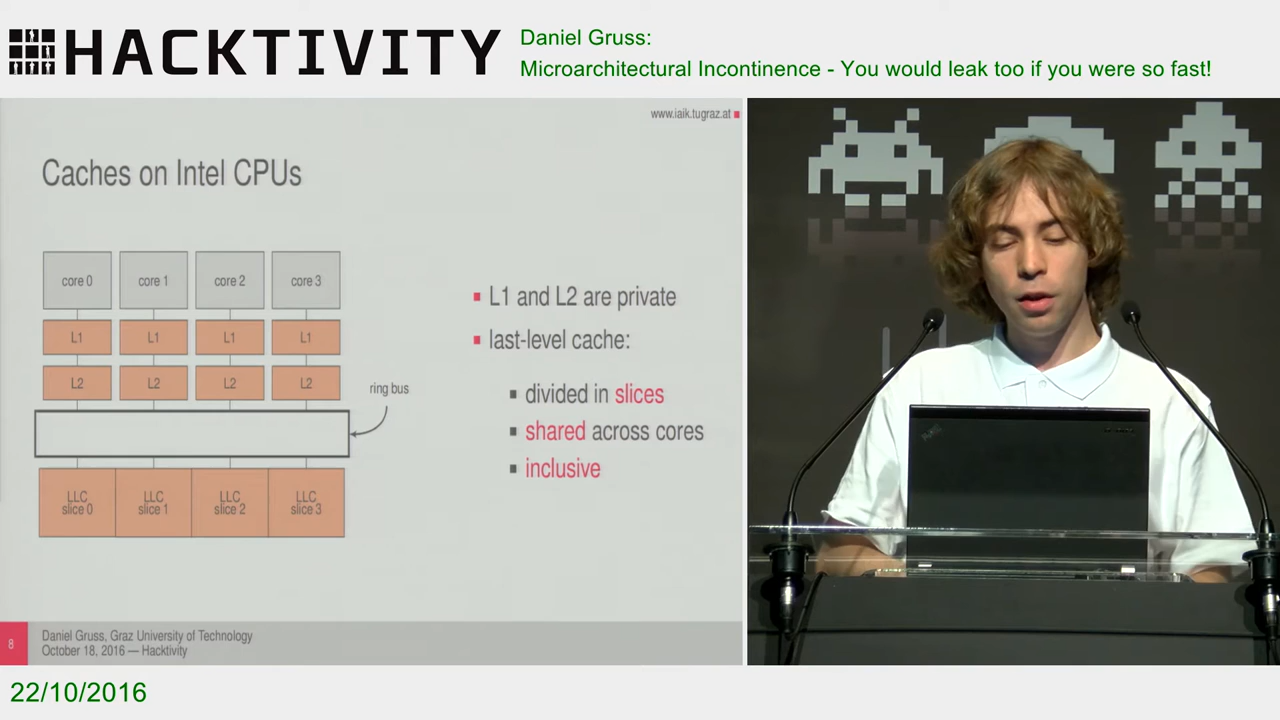 HACKTIVITY
Daniel Gruss:
Microarchitectural Incontinence - You would leak too if you were so fast!
www.iaik.tugraz.at
Caches on Intel CPUs
core 0
core 1
core 2
core 3
L1
L1
L1
L1
L2
L2
L2
L2
ring bus
LLC
slice 0
LLC
slice 1
LLC
slice 2
LLC
slice 3
L1 and L2 are private
last-level cache:
divided in slices
shared across cores
inclusive
8
Daniel Gruss, Graz University of Technology
October 18, 2016 — Hacktivity
22/10/2016